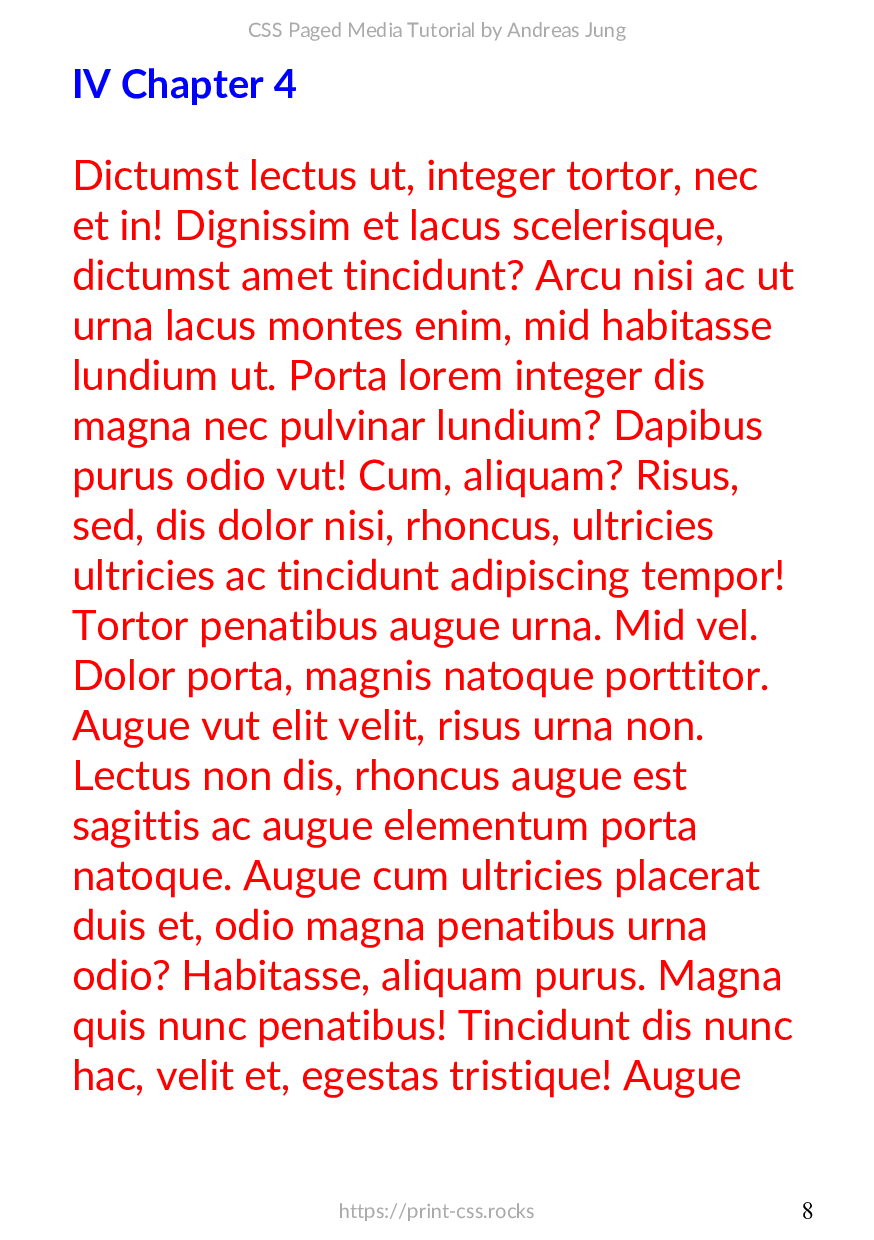 CSS Paged Media Tutorial by Andreas Jung
IV Chapter 4
Dictumst lectus ut, integer tortor, nec
et in! Dignissim et lacus scelerisque,
dictumst amet tincidunt? Arcu nisi ac ut
urna lacus montes enim, mid habitasse
lundium ut. Porta lorem integer dis
magna nec pulvinar lundium? Dapibus
purus odio vut! Cum, aliquam? Risus,
sed, dis dolor nisi, rhoncus, ultricies
ultricies ac tincidunt adipiscing tempor!
Tortor penatibus augue urna. Mid vel.
Dolor porta, magnis natoque porttitor.
Augue vut elit velit, risus urna non.
Lectus non dis, rhoncus augue est
sagittis ac augue elementum porta
natoque. Augue cum ultricies placerat
duis et, odio magna penatibus urna
odio? Habitasse, aliquam purus. Magna
quis nunc penatibus! Tincidunt dis nunc
hac, velit et, egestas tristique! Augue
https://print-css.rocks 8